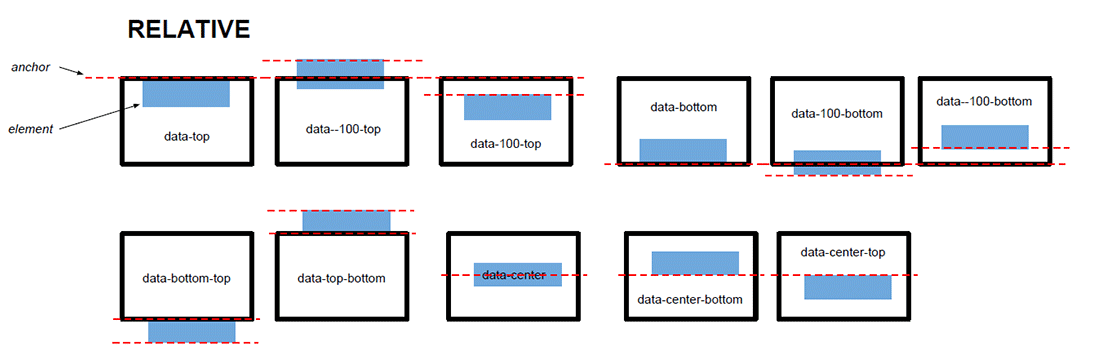 RELATIVE
anchor
element
data-top
data--100-top
data-100-top
data-bottom
data-100-bottom
data--100-bottom
data-bottom-top
data-top-bottom
data-center
data-center-bottom
data-center-top